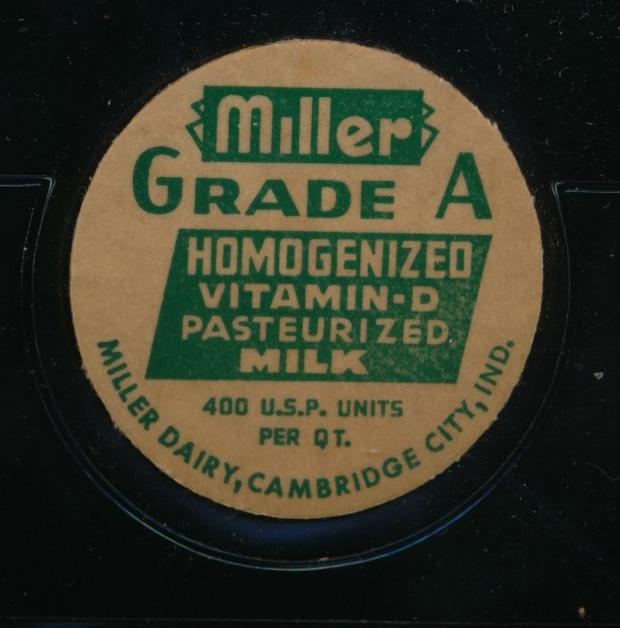 Miller
GRADE A
HOMOGENIZED
VITAMIN-D
PASTEURIZED
MILK
400 U.S.P. UNITS
PER QT.
MILLER DAIRY, CAMBRIDGE CITY, IND.